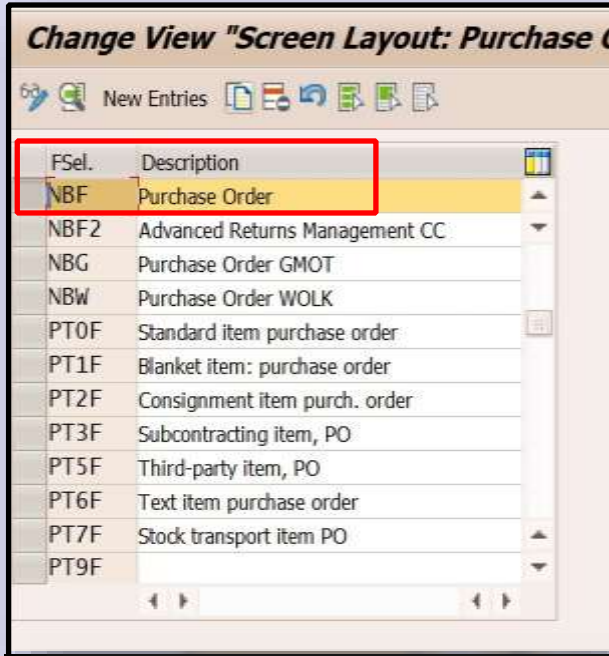 Change View "Screen Layout: Purchase
New Entries
FSel. Description
NBF Purchase Order
NBF2 Advanced Returns Management CC
NBG Purchase Order GMOT
NBW Purchase Order WOLK
PT0F Standard item purchase order
PT1F Blanket item: purchase order
PT2F Consignment item purch. order
PT3F Subcontracting item, PO
PT5F Third-party item, PO
PT6F Text item purchase order
PT7F Stock transport item PO
PT9F